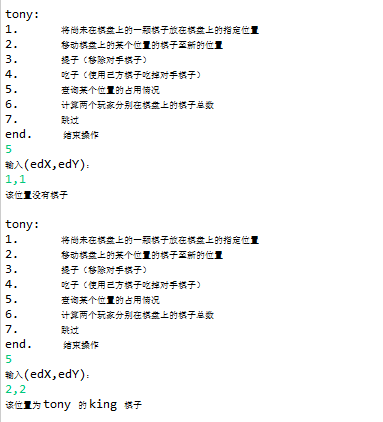 tony:
1. 将尚未在棋盘上的一颗棋子放在棋盘上的指定位置
2. 移动棋盘上的某个位置的棋子至新的位置
3. 提子（移除对手棋子）
4. 吃子（使用已方棋子吃掉对手棋子）
5. 查询某个位置的占用情况
6. 计算两个玩家分别在棋盘上的棋子总数
7. 跳过
end. 结束操作
5
输入(edX,edY)：
1,1
该位置没有棋子
tony:
1. 将尚未在棋盘上的一颗棋子放在棋盘上的指定位置
2. 移动棋盘上的某个位置的棋子至新的位置
3. 提子（移除对手棋子）
4. 吃子（使用已方棋子吃掉对手棋子）
5. 查询某个位置的占用情况
6. 计算两个玩家分别在棋盘上的棋子总数
7. 跳过
end. 结束操作
5
输入(edX,edY)：
2,2
该位置为tony 的king 棋子